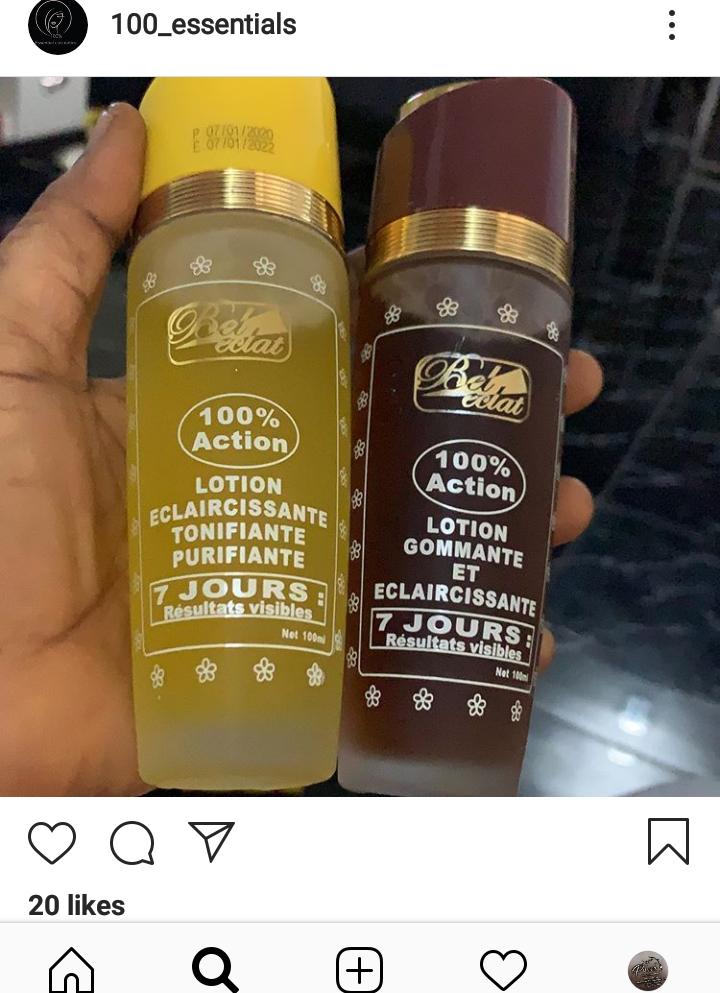 100_essentials
P 07/01/2020
E 07/01/2022
Bel
eclat
100%
Action
LOTION
ECLAIRCISSANTE
TONIFIANTE
PURIFIANTE
7 JOURS :
Résultats visibles
Net 100ml
Bel
eclat
100%
Action
LOTION
GOMMANTE
ET
ECLAIRCISSANTE
7 JOURS :
Résultats visibles
Net 100ml
20 likes